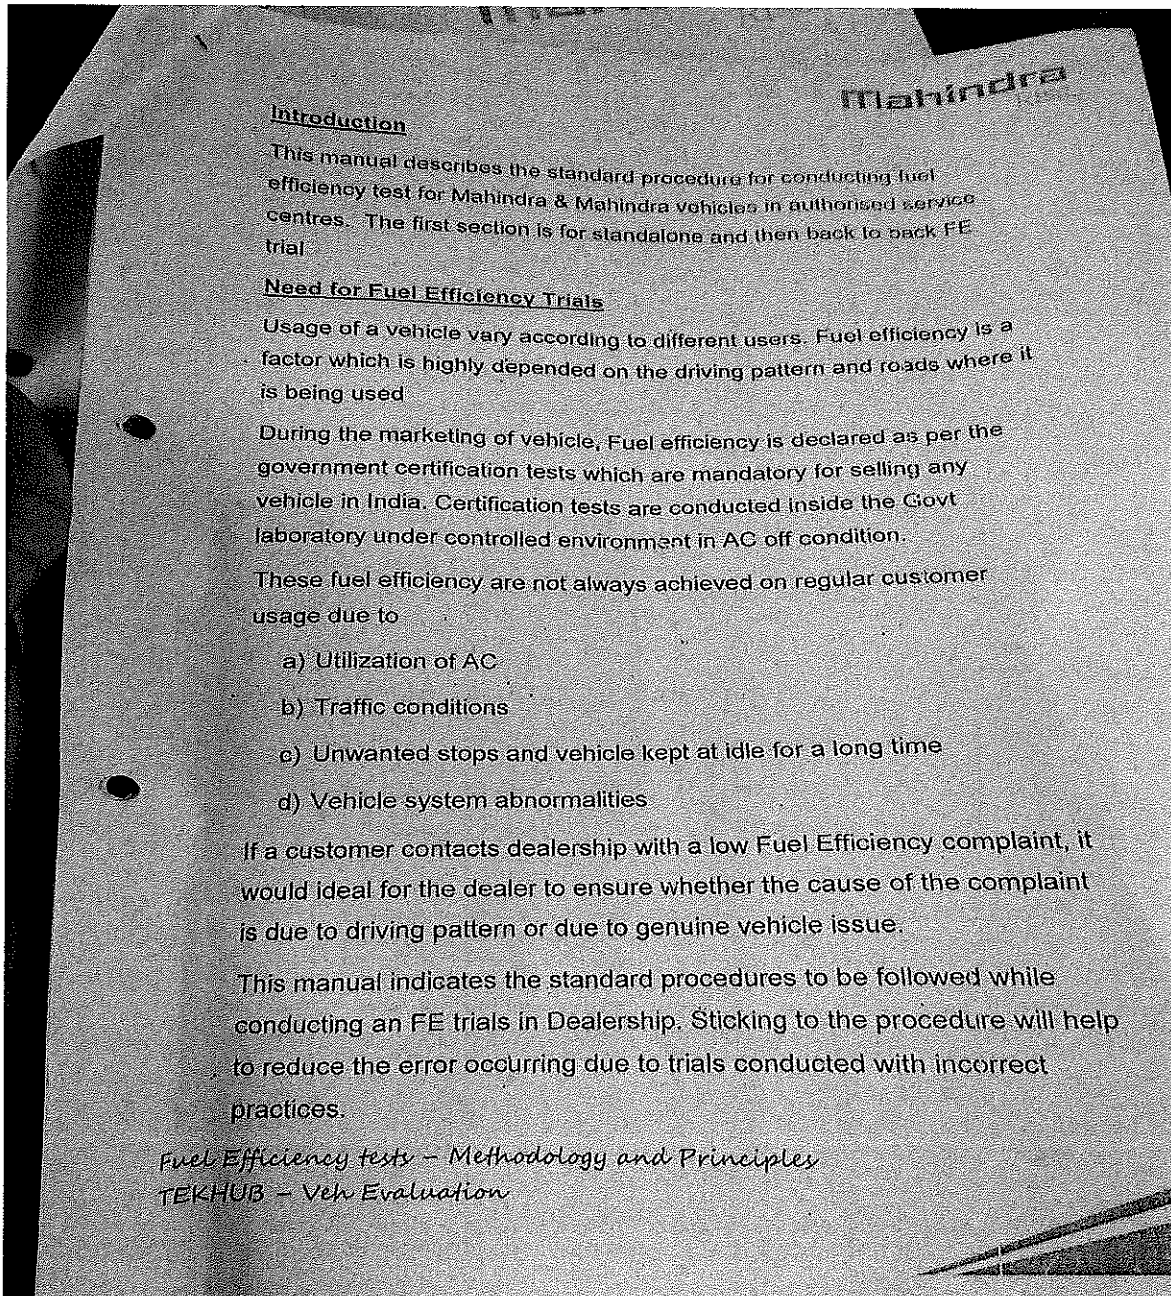 Mahindra
Introduction
This manual describes the standard procedure for conducting fuel
efficiency test for Mahindra & Mahindra vehicles in authorised service
centres. The first section is for standalone and then back to back FE
trial
Need for Fuel Efficiency Trials
Usage of a vehicle vary according to different users. Fuel efficiency is a
factor which is highly depended on the driving pattern and roads where it
is being used
During the marketing of vehicle, Fuel efficiency is declared as per the
government certification tests which are mandatory for selling any
vehicle in India. Certification tests are conducted inside the Govt
laboratory under controlled environment in AC off condition.
These fuel efficiency are not always achieved on regular customer
usage due to
a) Utilization of AC
b) Traffic conditions
c) Unwanted stops and vehicle kept at idle for a long time
d) Vehicle system abnormalities
If a customer contacts dealership with a low Fuel Efficiency complaint, it
would ideal for the dealer to ensure whether the cause of the complaint
is due to driving pattern or due to genuine vehicle issue.
This manual indicates the standard procedures to be followed while
conducting an FE trials in Dealership. Sticking to the procedure will help
to reduce the error occurring due to trials conducted with incorrect
practices.
Fuel Efficiency tests – Methodology and Principles
TEKHUB – Veh Evaluation